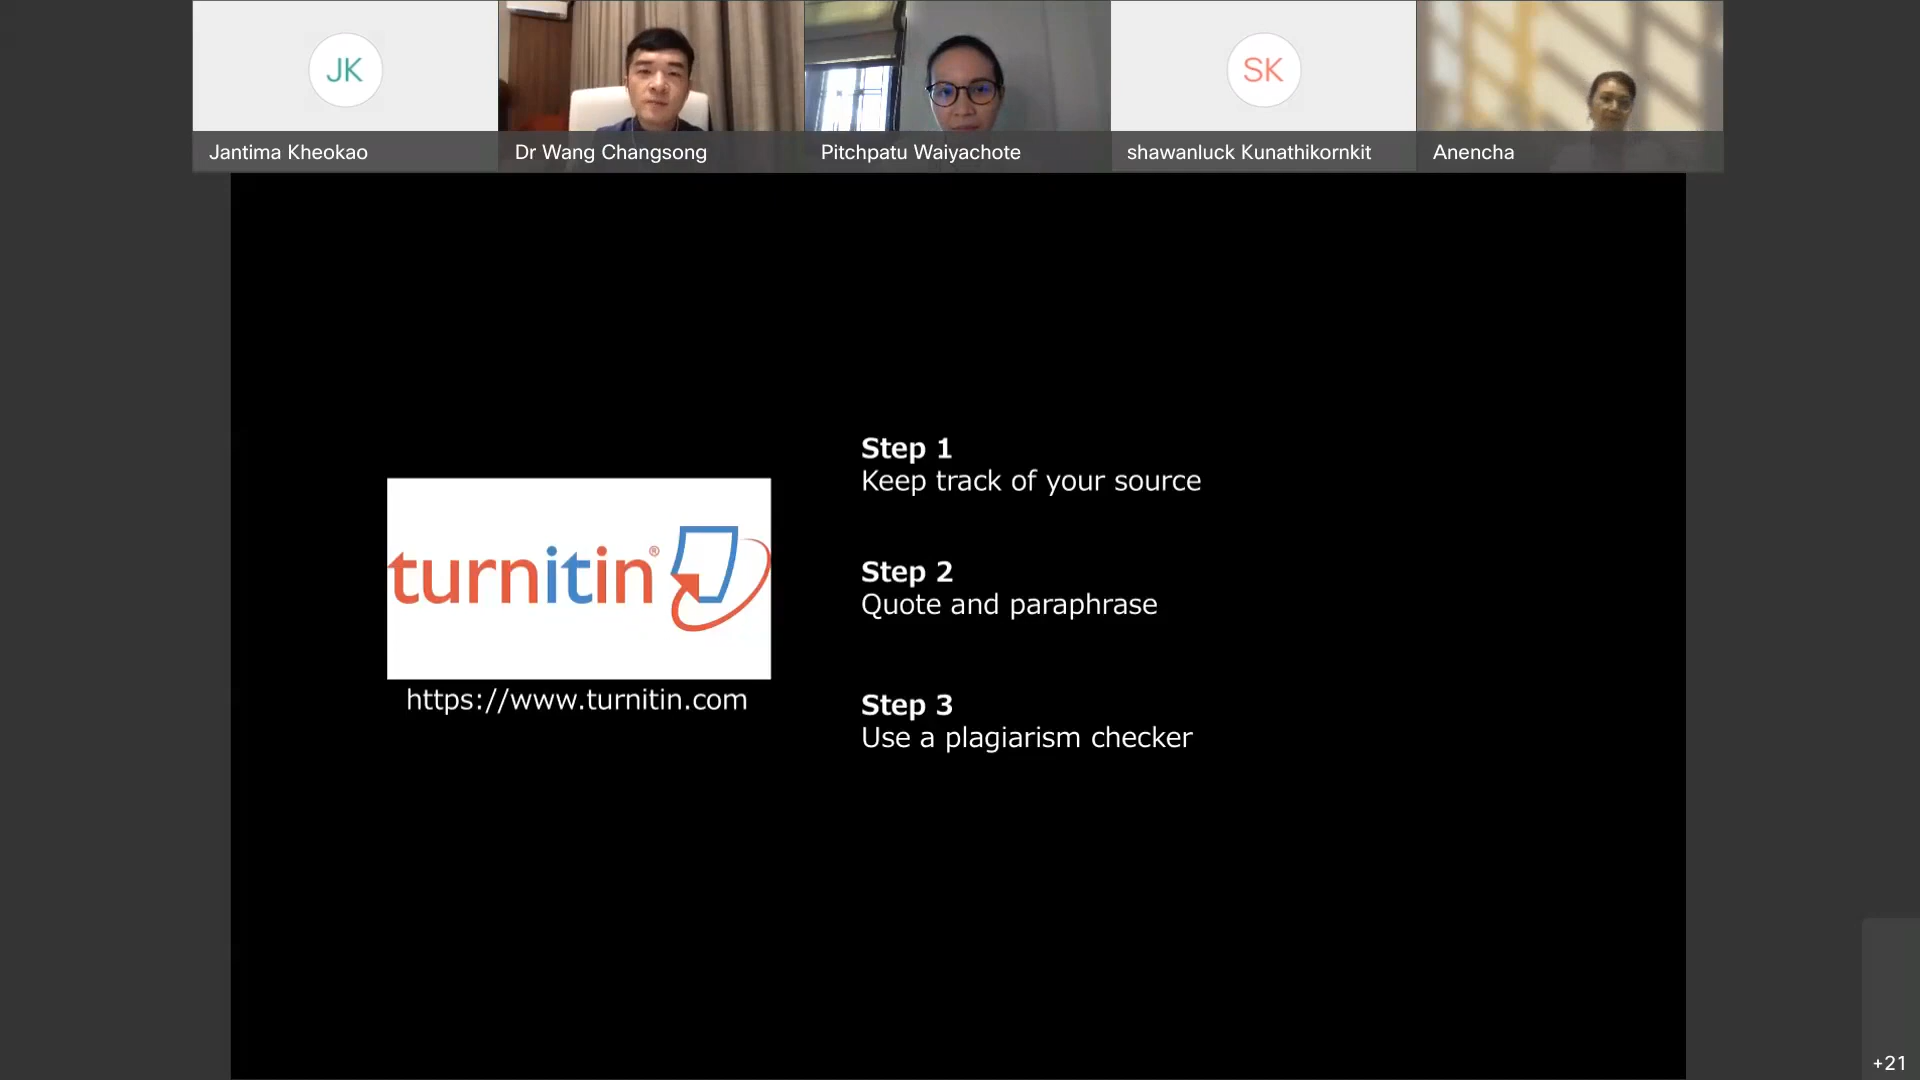 JK
SK
Jantima Kheokao
Dr Wang Changsong
Pitchpatu Waiyachote
shawanluck Kunathikornkit
Anencha
turnitin®
https://www.turnitin.com
Step 1
Keep track of your source
Step 2
Quote and paraphrase
Step 3
Use a plagiarism checker
+21